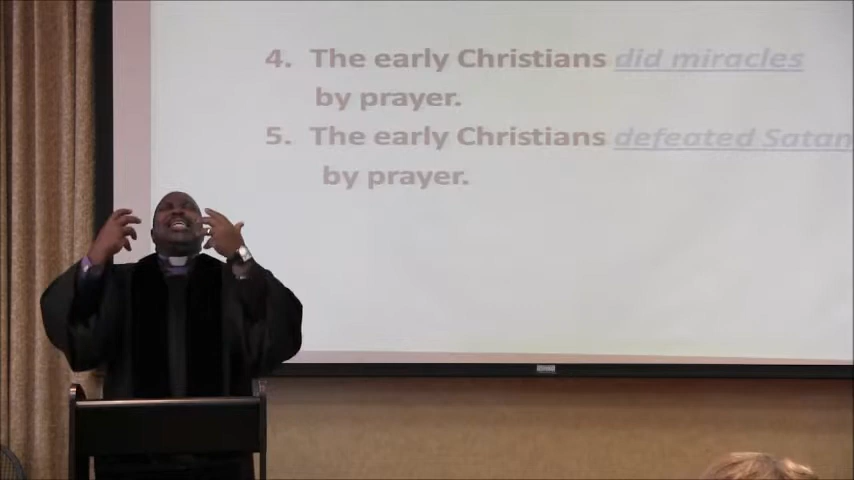 4. The early Christians did miracles
by prayer.
5. The early Christians defeated Satan
by prayer.